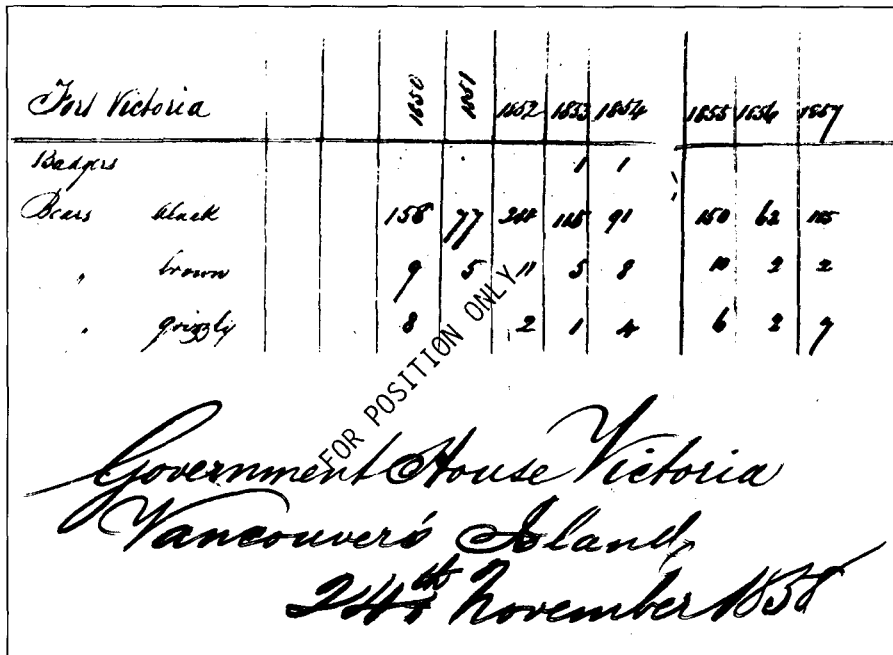 Fort Victoria 1850 1851 1852 1853 1854 1855 1856 1857
Badgers 1 1
Bears black 158 77 91 150 62
" brown 9 5 11 5 8 10 2 2
" grizzly 8 2 1 4 6 2 7
FOR POSITION ONLY
Government House Victoria
Vancouver's Island,
24th November 1858